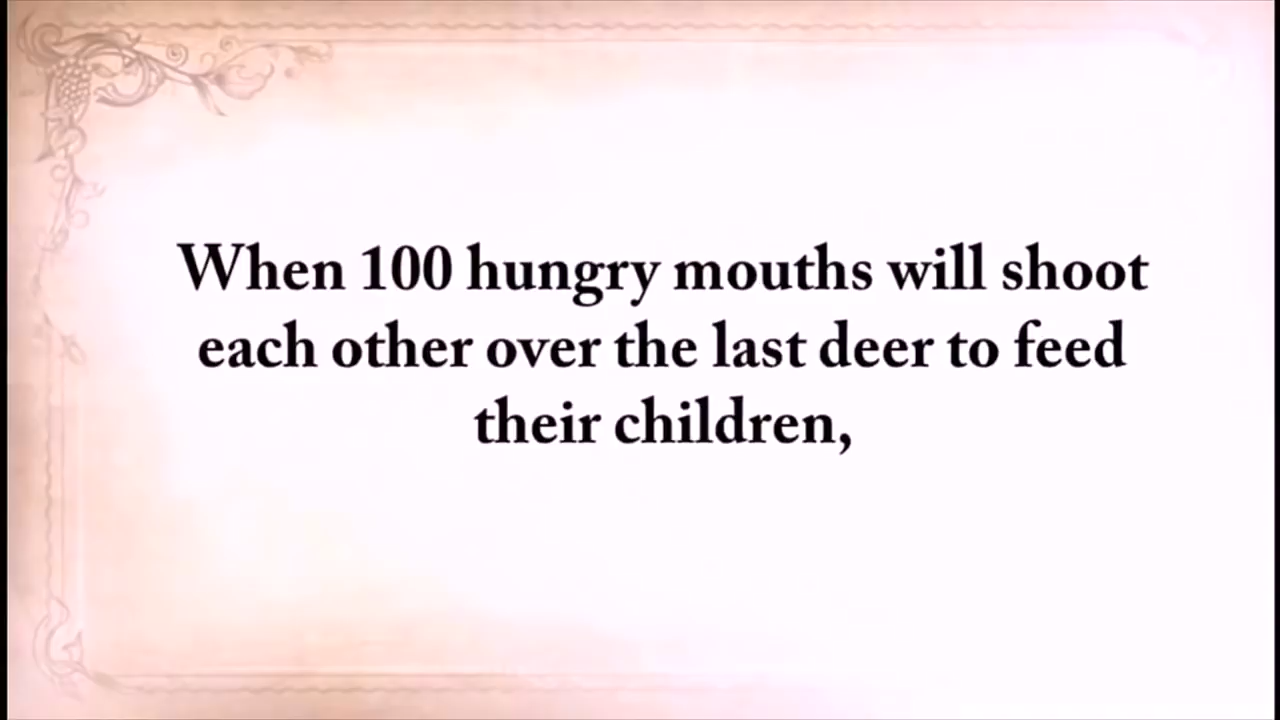 When 100 hungry mouths will shoot
each other over the last deer to feed
their children,